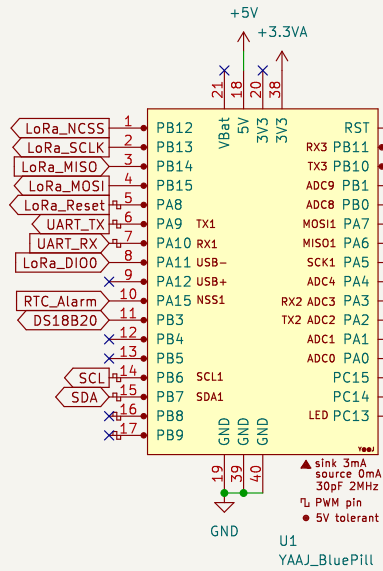 +5V
+3.3VA
21 18 20 38
VBat 5V 3V3 3V3
LoRa_NCSS 1 PB12 RST
LoRa_SCLK 2 PB13 RX3 PB11
LoRa_MISO 3 PB14 TX3 PB10
LoRa_MOSI 4 PB15 ADC9 PB1
LoRa_Reset 5 PA8 ADC8 PB0
UART_TX 6 PA9 TX1 MOSI1 PA7
UART_RX 7 PA10 RX1 MISO1 PA6
LoRa_DIO0 8 PA11 USB- SCK1 PA5
9 PA12 USB+ ADC4 PA4
RTC_Alarm 10 PA15 NSS1 RX2 ADC3 PA3
DS18B20 11 PB3 TX2 ADC2 PA2
12 PB4 ADC1 PA1
13 PB5 ADC0 PA0
SCL 14 PB6 SCL1 PC15
SDA 15 PB7 SDA1 PC14
16 PB8 LED PC13
17 PB9
GND GND GND
YAAJ
19 39 40
GND
sink 3mA
source 0mA
30pF 2MHz
PWM pin
5V tolerant
U1
YAAJ_BluePill